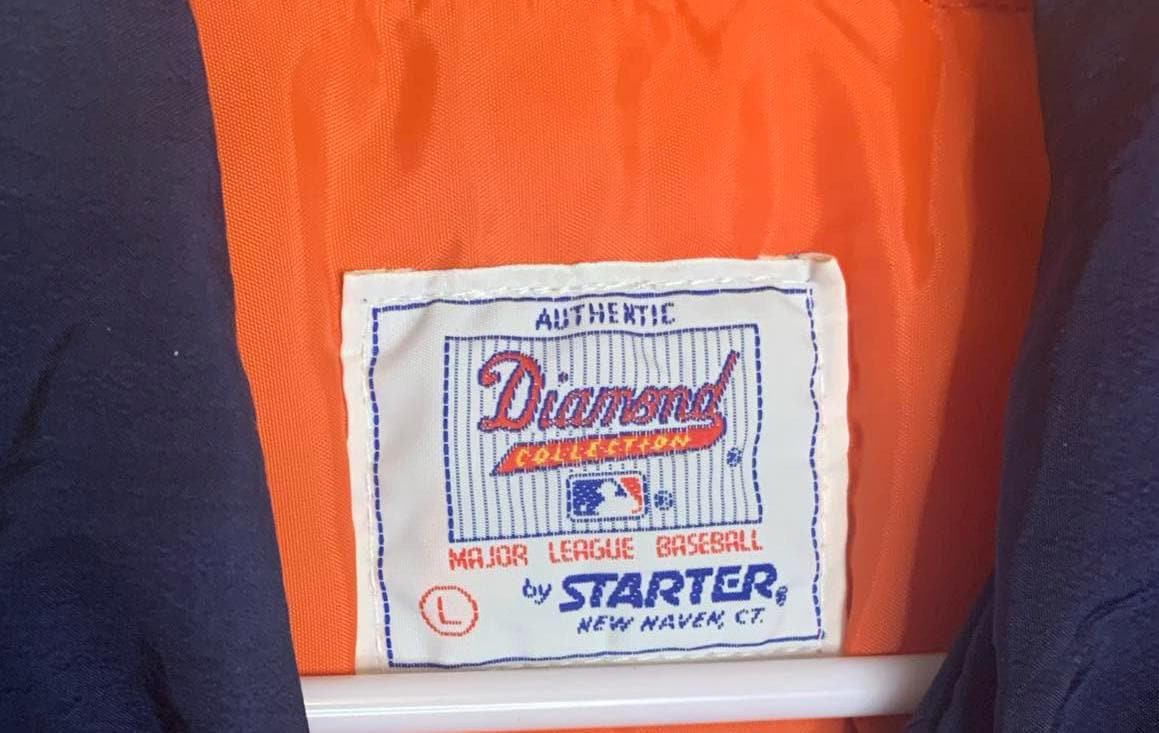 AUTHENTIC
Diamond
COLLECTION ®
®
MAJOR LEAGUE BASEBALL
L
by STARTER®
NEW HAVEN, CT.